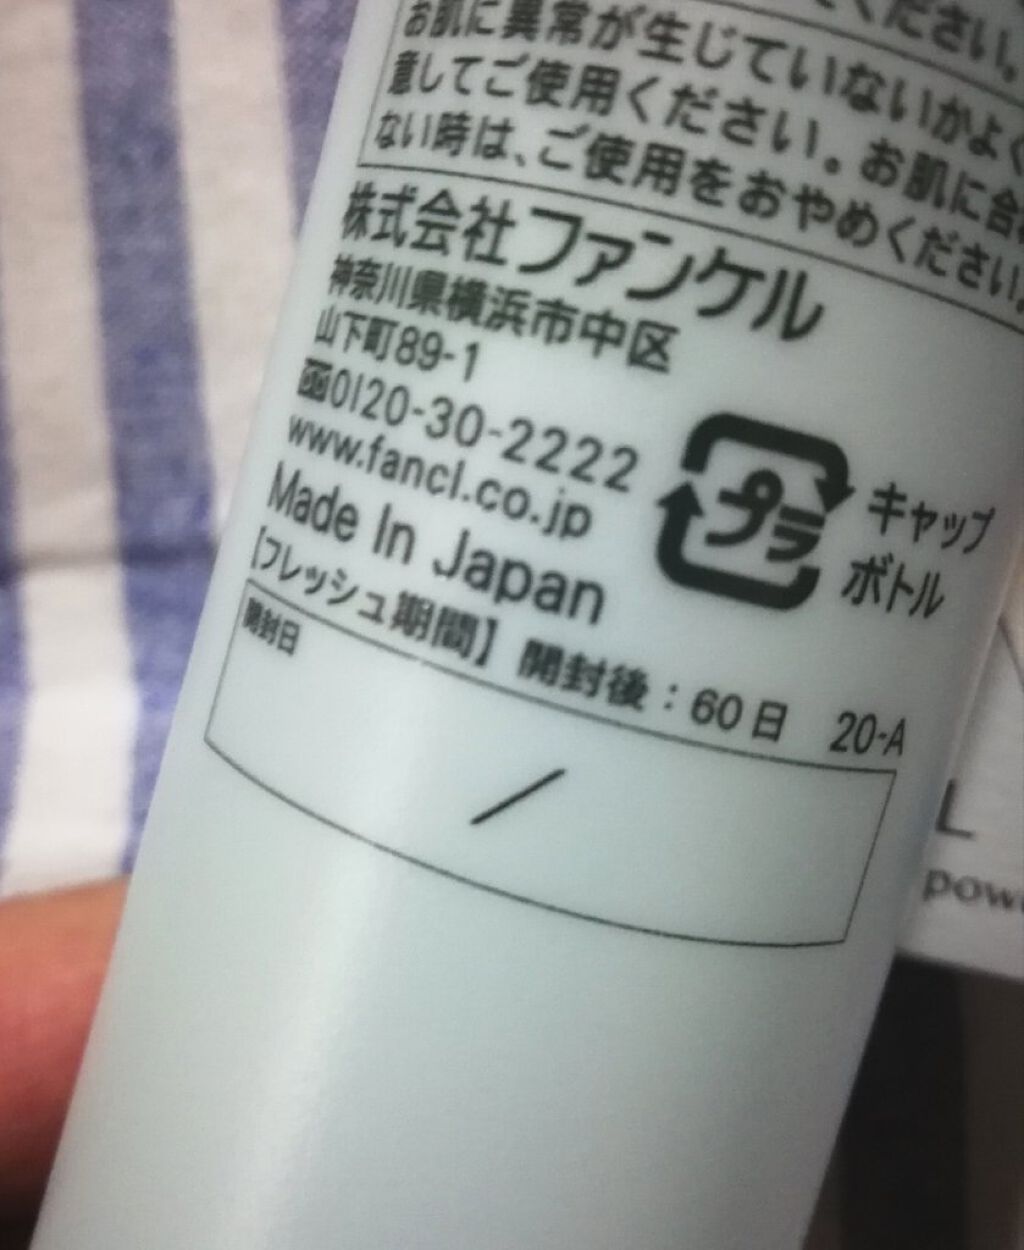 ください。
お肌に異常が生じていないかよく
意してご使用ください。お肌に合
ない時は、ご使用をおやめください。
株式会社ファンケル
神奈川県横浜市中区
山下町89-1
0120-30-2222
www.fancl.co.jp
Made In Japan
プラ
キャップ
ボトル
【フレッシュ期間】開封後：60日 20-A
開封日
/
L
pow